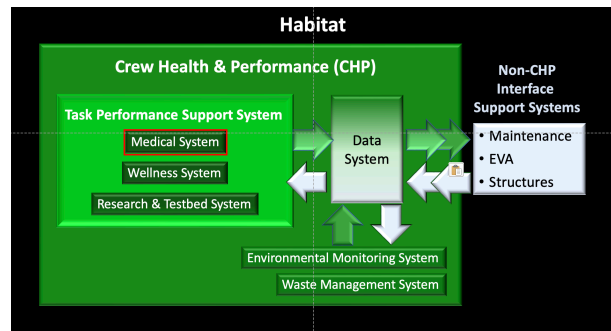 Habitat
Crew Health & Performance (CHP)
Task Performance Support System
Medical System
Wellness System
Research & Testbed System
Data
System
Environmental Monitoring System
Waste Management System
Non-CHP
Interface
Support Systems
• Maintenance
• EVA
• Structures